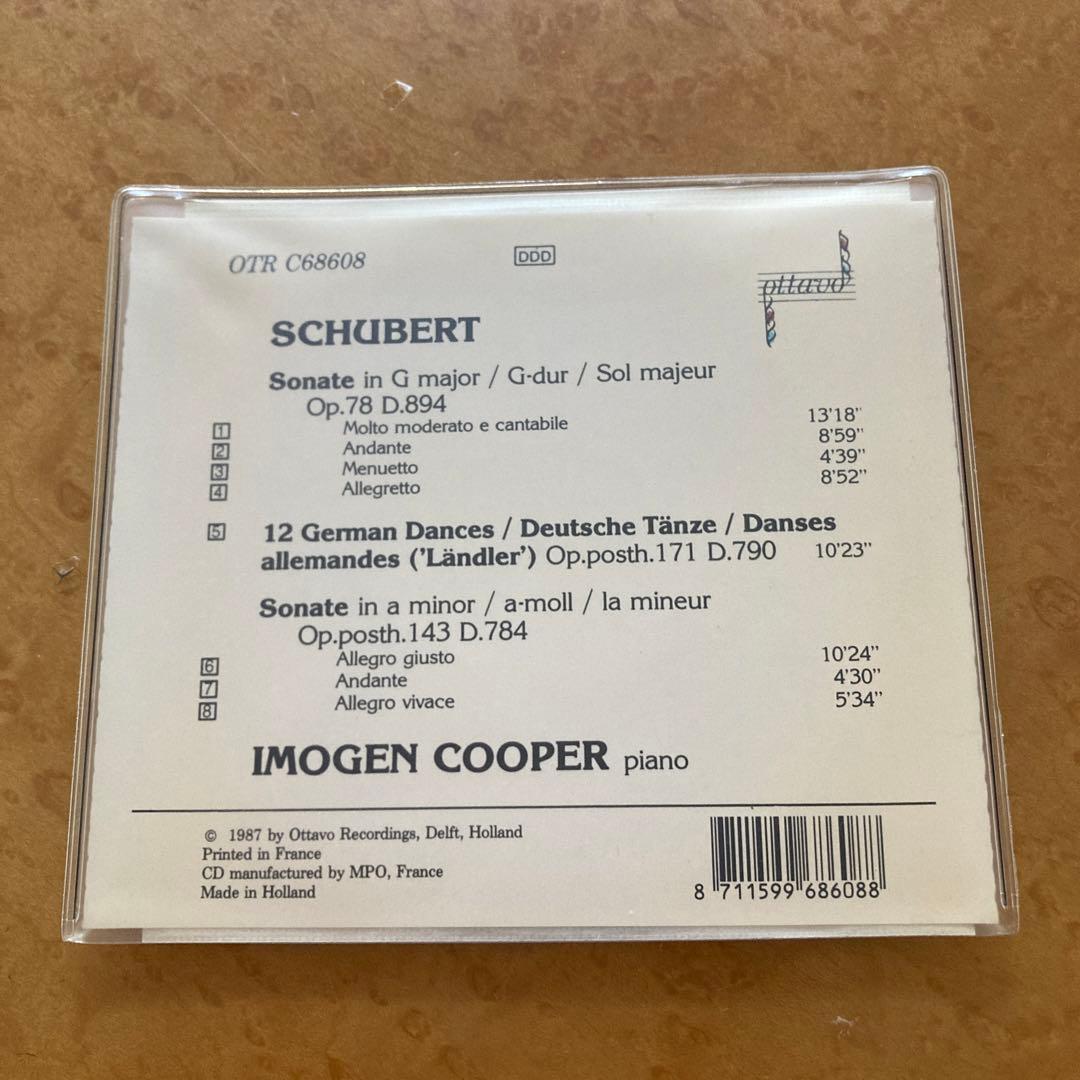 OTR C68608
DDD
ottavo
SCHUBERT
Sonate in G major / G-dur / Sol majeur
Op.78 D.894
1 Molto moderato e cantabile 13'18"
2 Andante 8'59"
3 Menuetto 4'39"
4 Allegretto 8'52"
5 12 German Dances / Deutsche Tänze / Danses
allemandes ('Ländler') Op.posth.171 D.790 10'23"
Sonate in a minor / a-moll / la mineur
Op.posth.143 D.784
6 Allegro giusto 10'24"
7 Andante 4'30"
8 Allegro vivace 5'34"
IMOGEN COOPER piano
© 1987 by Ottavo Recordings, Delft, Holland
Printed in France
CD manufactured by MPO, France
Made in Holland
8 711599 686088